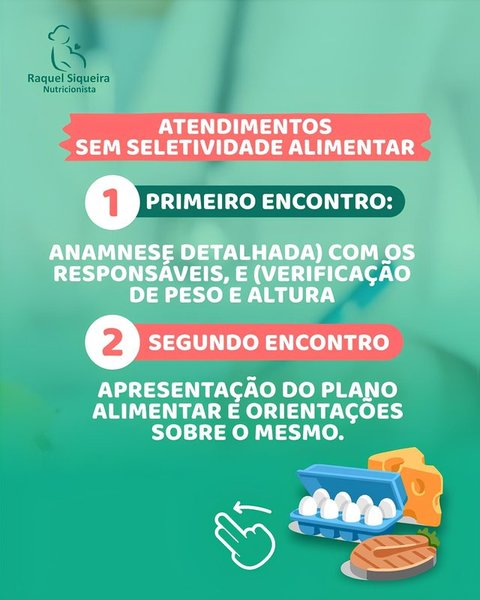 Raquel Siqueira
Nutricionista
ATENDIMENTOS
SEM SELETIVIDADE ALIMENTAR
1 PRIMEIRO ENCONTRO:
ANAMNESE DETALHADA) COM OS
RESPONSÁVEIS, E (VERIFICAÇÃO
DE PESO E ALTURA
2 SEGUNDO ENCONTRO
APRESENTAÇÃO DO PLANO
ALIMENTAR E ORIENTAÇÕES
SOBRE O MESMO.